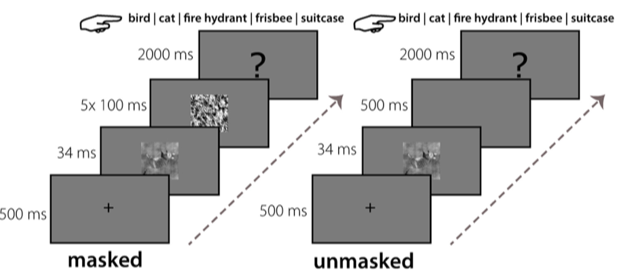 bird | cat | fire hydrant | frisbee | suitcase
2000 ms
?
5x 100 ms
34 ms
500 ms
+
masked
bird | cat | fire hydrant | frisbee | suitcase
2000 ms
?
500 ms
34 ms
500 ms
+
unmasked